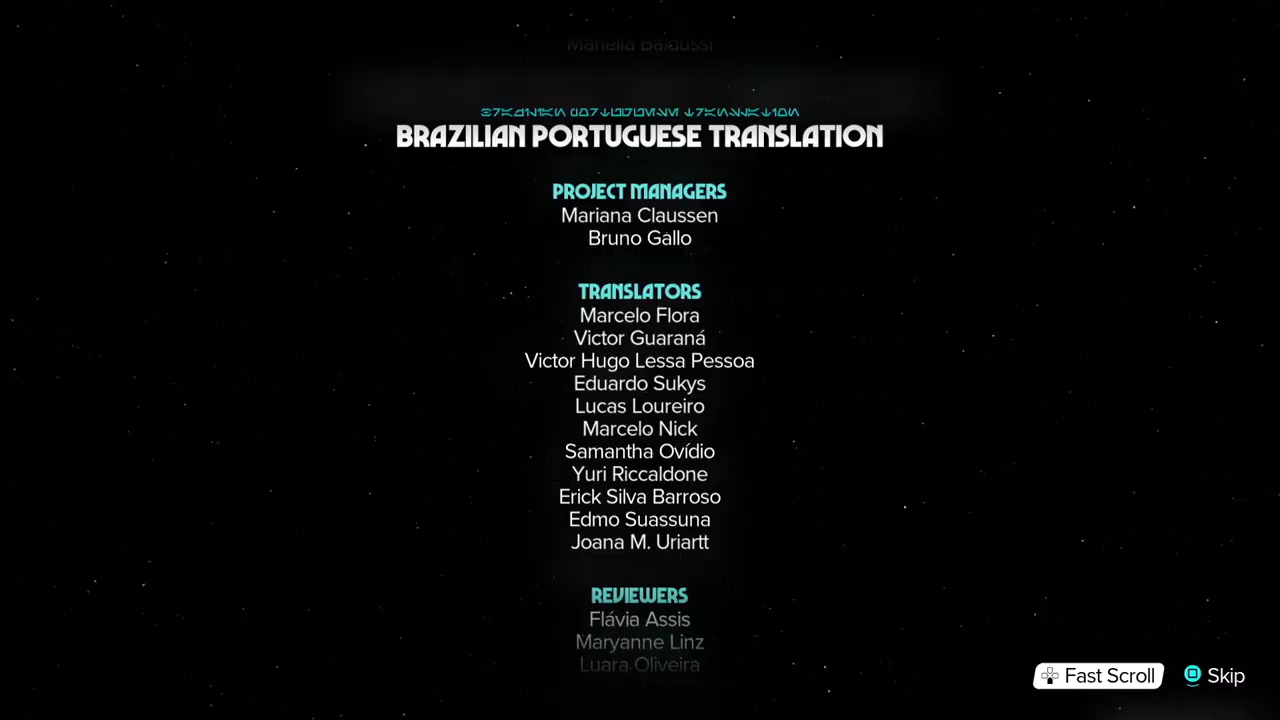 Mariella Baldussi
BRAZILIAN PORTUGUESE TRANSLATION
PROJECT MANAGERS
Mariana Claussen
Bruno Gallo
TRANSLATORS
Marcelo Flora
Victor Guaraná
Victor Hugo Lessa Pessoa
Eduardo Sukys
Lucas Loureiro
Marcelo Nick
Samantha Ovídio
Yuri Riccaldone
Erick Silva Barroso
Edmo Suassuna
Joana M. Uriartt
REVIEWERS
Flávia Assis
Maryanne Linz
Luara Oliveira
Fast Scroll
Skip